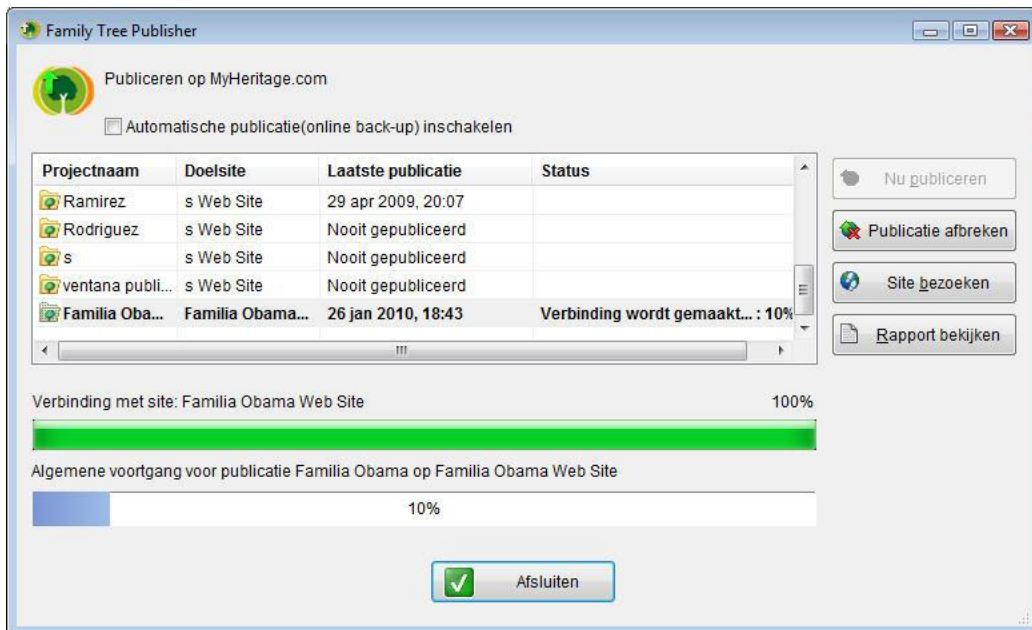 Family Tree Publisher
Publiceren op MyHeritage.com
Automatische publicatie(online back-up) inschakelen
Projectnaam Doelsite Laatste publicatie Status
Ramirez s Web Site 29 apr 2009, 20:07
Rodriguez s Web Site Nooit gepubliceerd
s s Web Site Nooit gepubliceerd
ventana publi... s Web Site Nooit gepubliceerd
Familia Oba... Familia Obama... 26 jan 2010, 18:43 Verbinding wordt gemaakt... : 10%
Nu publiceren
Publicatie afbreken
Site bezoeken
Rapport bekijken
Verbinding met site: Familia Obama Web Site 100%
Algemene voortgang voor publicatie Familia Obama op Familia Obama Web Site
10%
Afsluiten